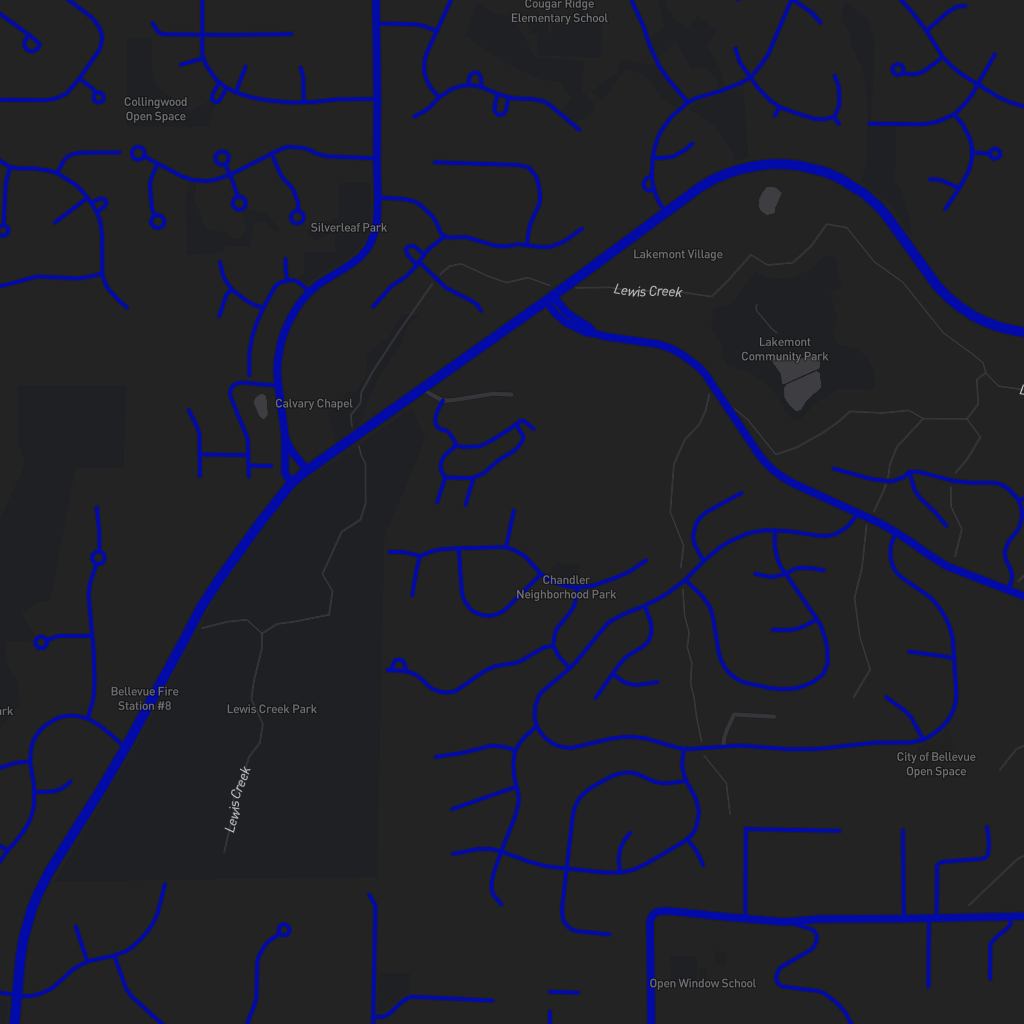 Cougar Ridge
Elementary School
Collingwood
Open Space
Silverleaf Park
Lakemont Village
Lewis Creek
Lakemont
Community Park
Calvary Chapel
Chandler
Neighborhood Park
Bellevue Fire
Station #8
Lewis Creek Park
ark
Lewis Creek
City of Bellevue
Open Space
Open Window School